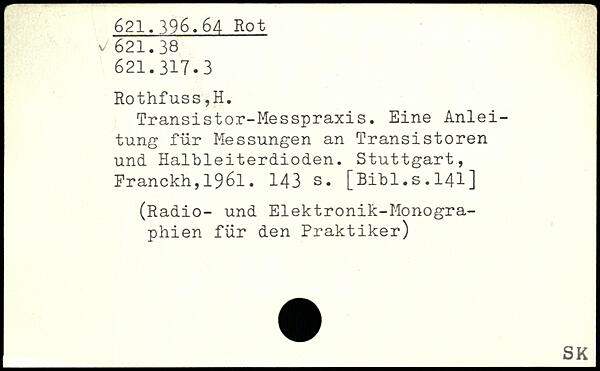 621.396.64 Rot
621.38
621.317.3
Rothfuss,H.
Transistor-Messpraxis. Eine Anlei-
tung für Messungen an Transistoren
und Halbleiterdioden. Stuttgart,
Franckh,1961. 143 s. [Bibl.s.141]
(Radio- und Elektronik-Monogra-
phien für den Praktiker)
SK